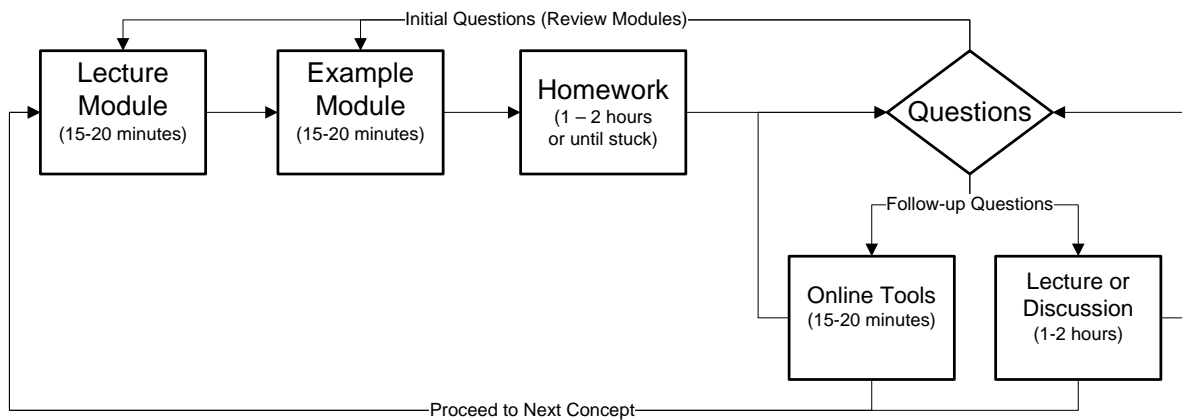 Initial Questions (Review Modules)
Lecture
Module
(15-20 minutes)
Example
Module
(15-20 minutes)
Homework
(1 – 2 hours
or until stuck)
Questions
Follow-up Questions
Online Tools
(15-20 minutes)
Lecture or
Discussion
(1-2 hours)
Proceed to Next Concept